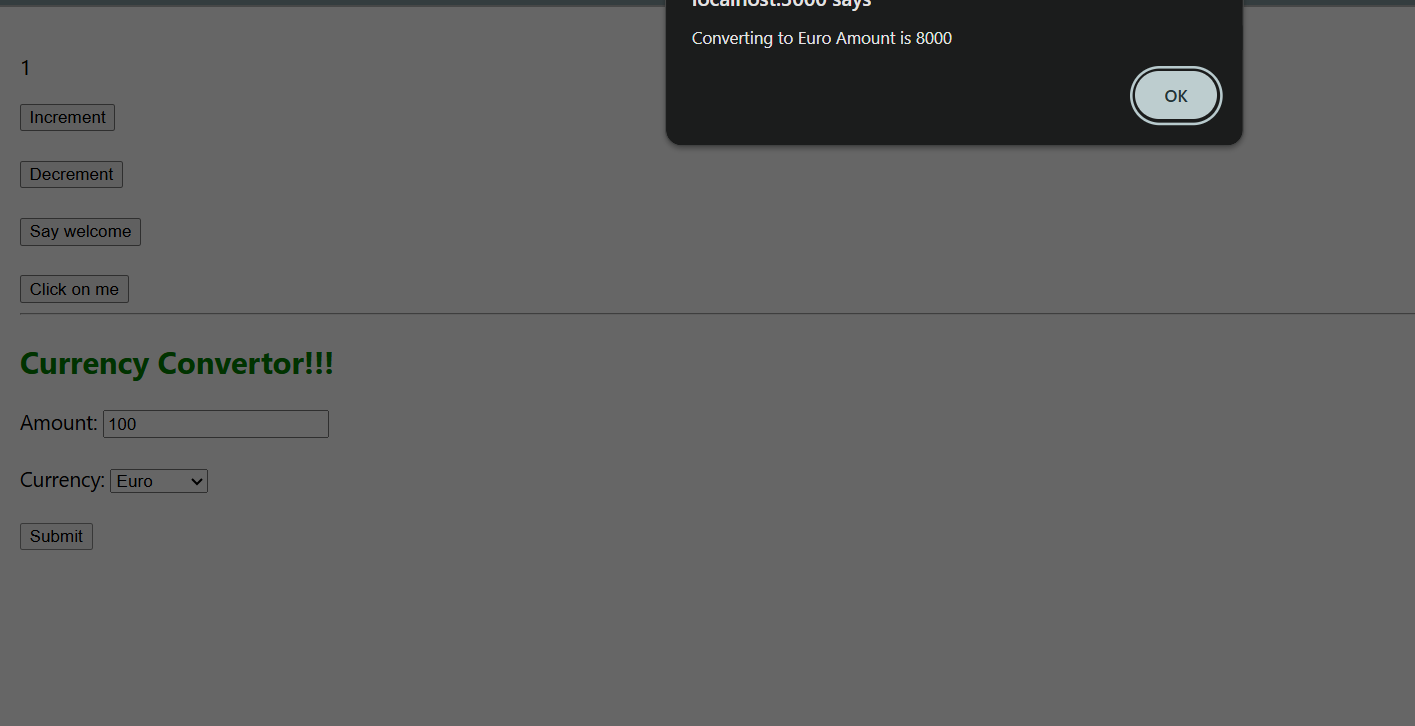 localhost:3000 says
Converting to Euro Amount is 8000
OK
1
Increment
Decrement
Say welcome
Click on me
Currency Convertor!!!
Amount: 100
Currency: Euro
Submit